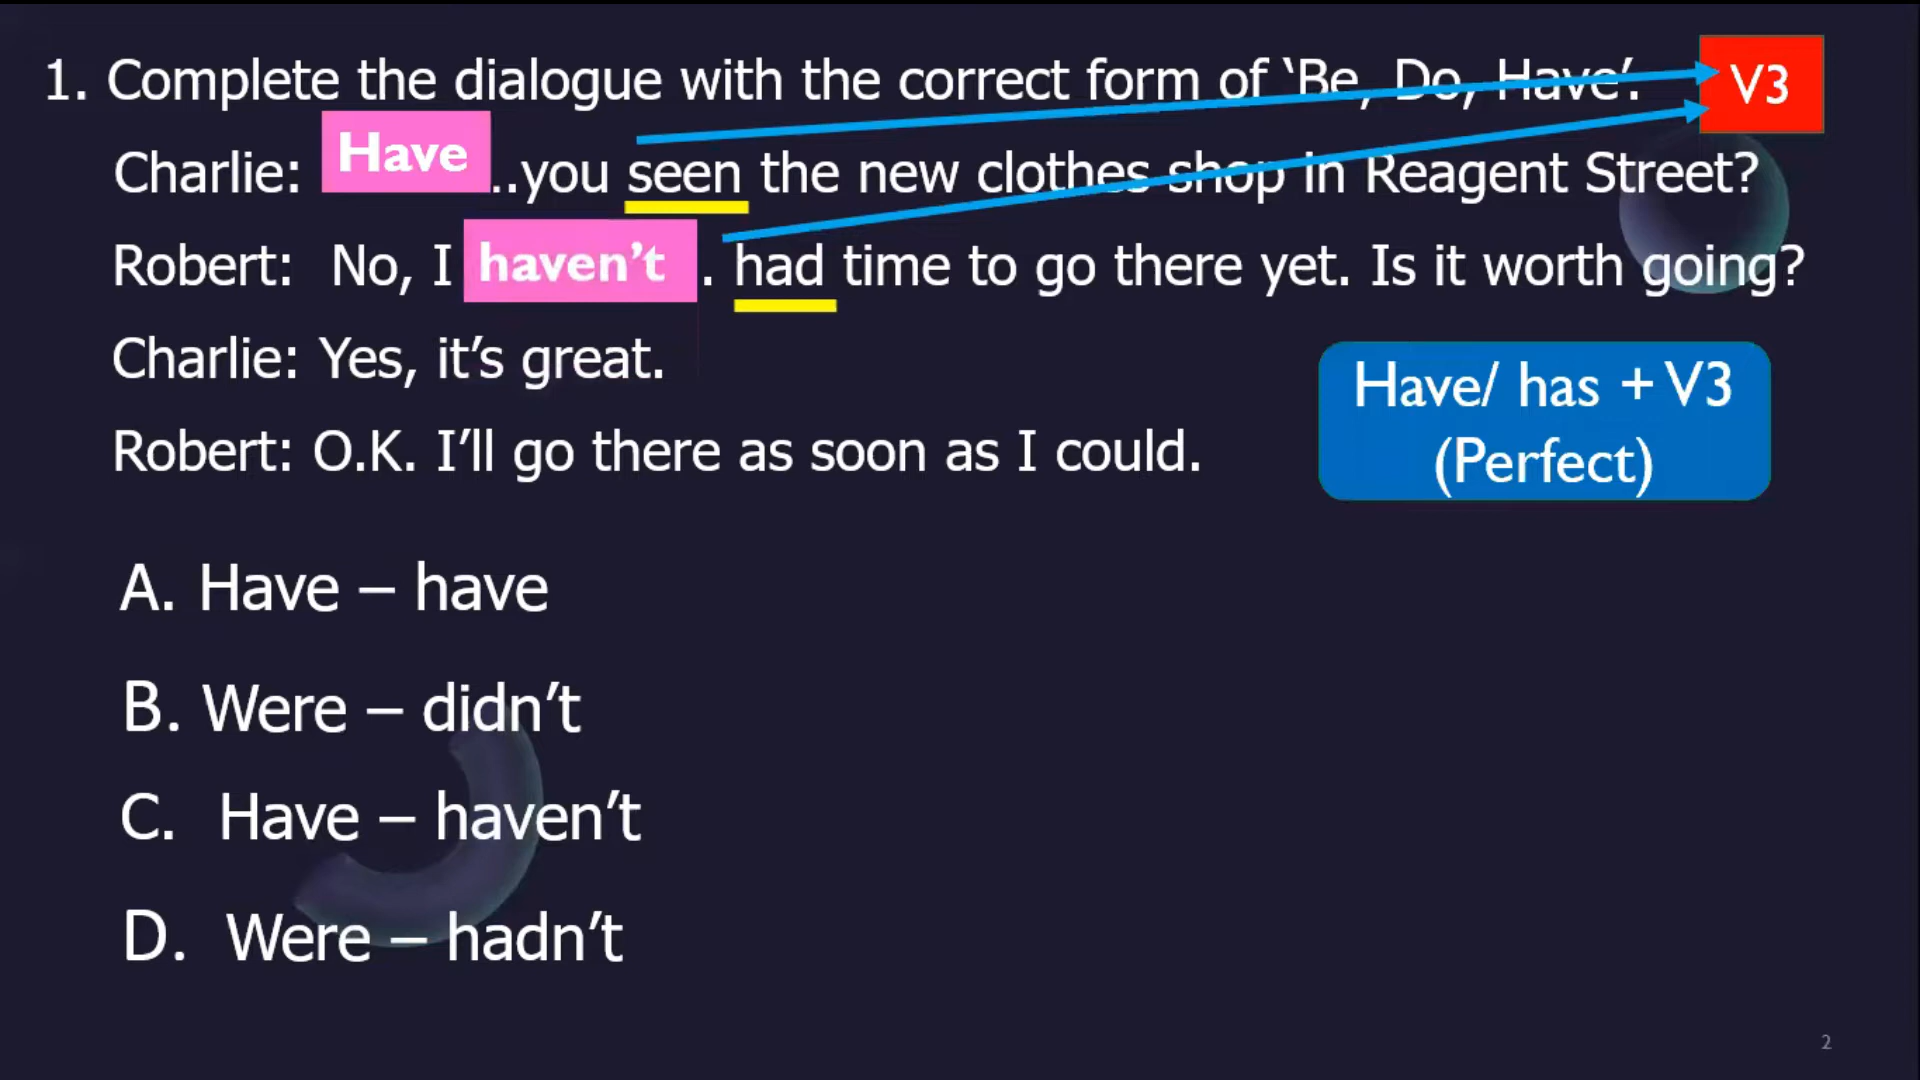 1. Complete the dialogue with the correct form of ‘Be, Do, Have’.
V3
Charlie: Have ..you seen the new clothes shop in Reagent Street?
Robert: No, I haven’t . had time to go there yet. Is it worth going?
Charlie: Yes, it’s great.
Robert: O.K. I’ll go there as soon as I could.
Have/ has + V3
(Perfect)
A. Have – have
B. Were – didn’t
C. Have – haven’t
D. Were – hadn’t
2